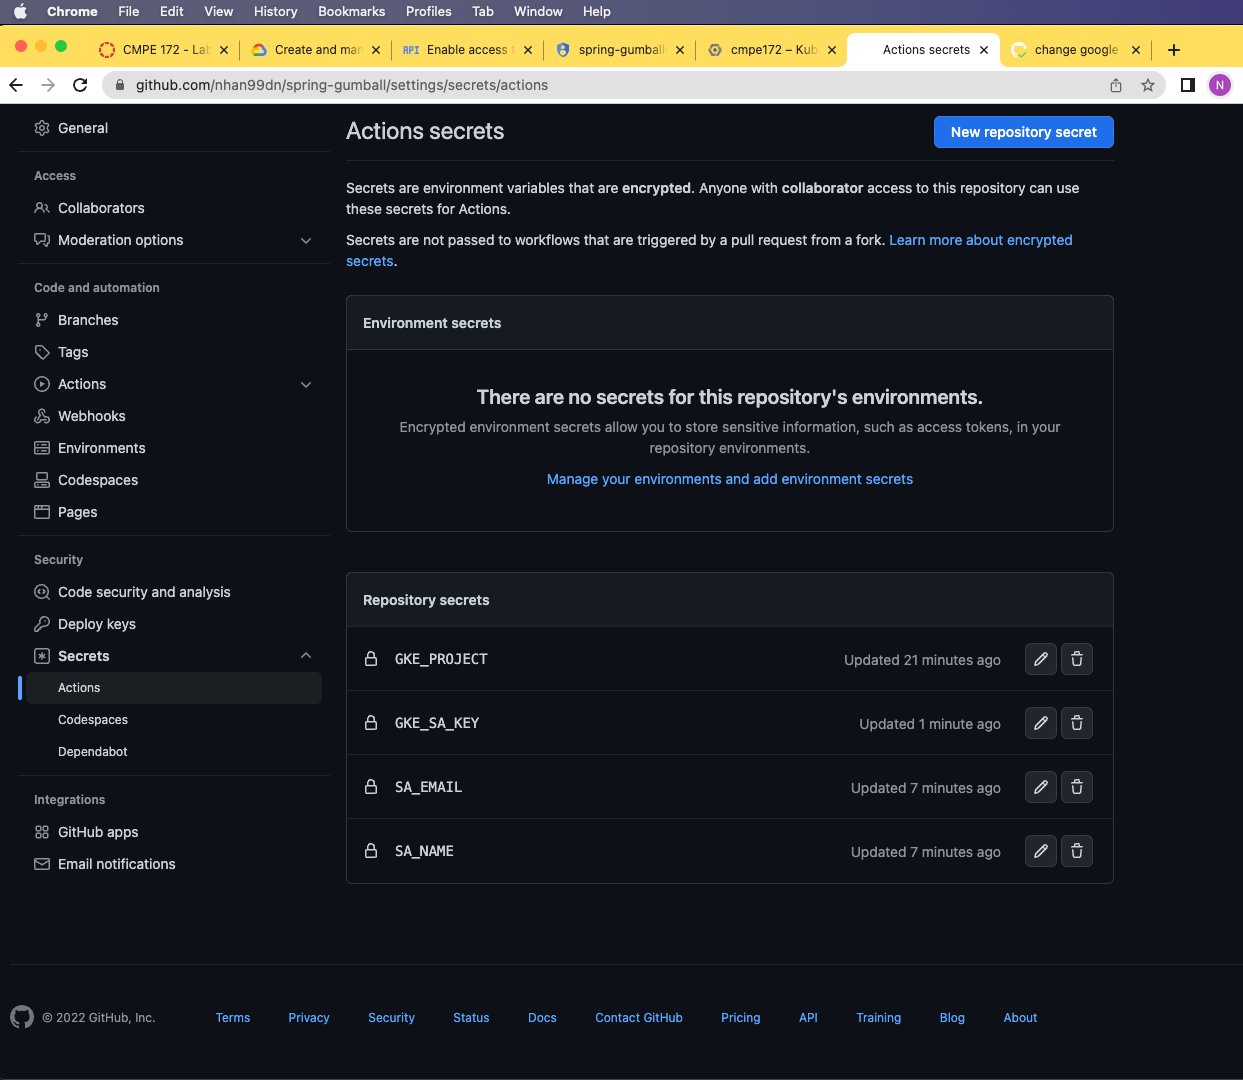 Chrome File Edit View History Bookmarks Profiles Tab Window Help
CMPE 172 - La Create and man API Enable access spring-gumball cmpe172 – Kub Actions secrets change google
github.com/nhan99dn/spring-gumball/settings/secrets/actions N
General
Access
Collaborators
Moderation options
Code and automation
Branches
Tags
Actions
Webhooks
Environments
Codespaces
Pages
Security
Code security and analysis
Deploy keys
Secrets
Actions
Codespaces
Dependabot
Integrations
GitHub apps
Email notifications
Actions secrets
New repository secret
Secrets are environment variables that are encrypted. Anyone with collaborator access to this repository can use
these secrets for Actions.
Secrets are not passed to workflows that are triggered by a pull request from a fork. Learn more about encrypted
secrets.
Environment secrets
There are no secrets for this repository's environments.
Encrypted environment secrets allow you to store sensitive information, such as access tokens, in your
repository environments.
Manage your environments and add environment secrets
Repository secrets
GKE_PROJECT Updated 21 minutes ago
GKE_SA_KEY Updated 1 minute ago
SA_EMAIL Updated 7 minutes ago
SA_NAME Updated 7 minutes ago
© 2022 GitHub, Inc. Terms Privacy Security Status Docs Contact GitHub Pricing API Training Blog About